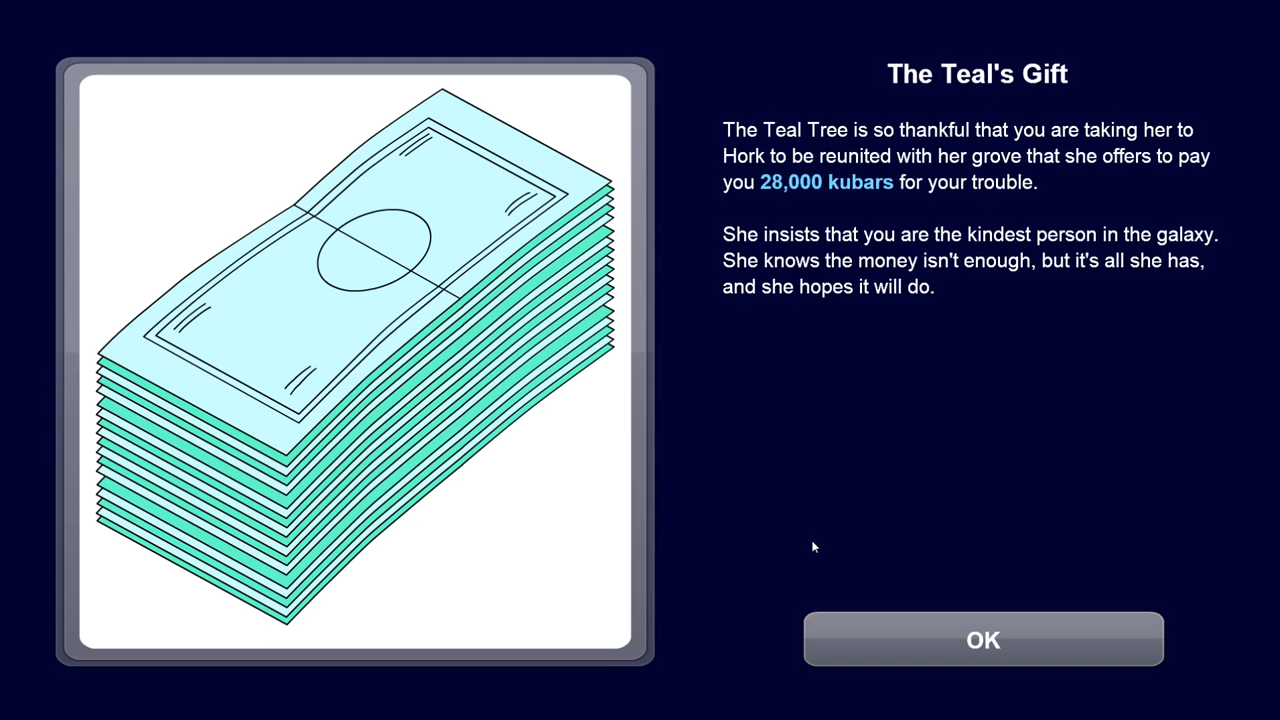 The Teal's Gift
The Teal Tree is so thankful that you are taking her to
Hork to be reunited with her grove that she offers to pay
you 28,000 kubars for your trouble.
She insists that you are the kindest person in the galaxy.
She knows the money isn't enough, but it's all she has,
and she hopes it will do.
OK